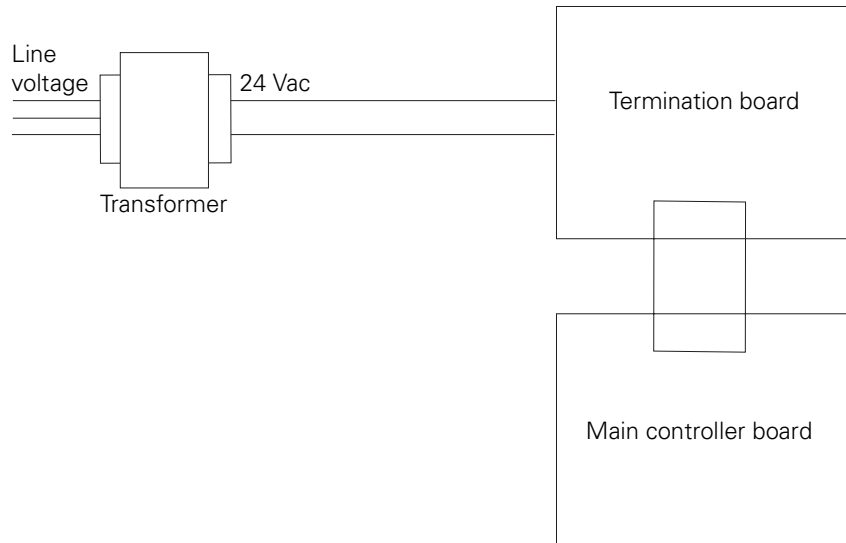 Line
voltage
24 Vac
Transformer
Termination board
Main controller board